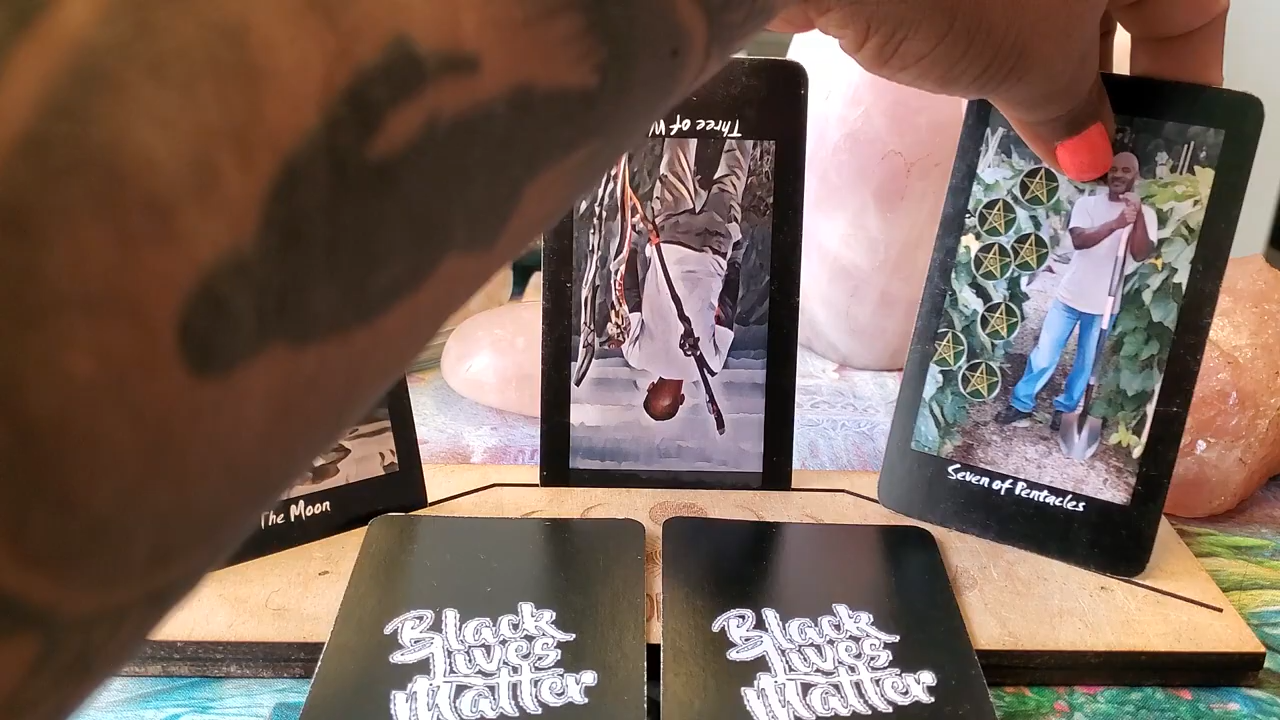 Three of
Seven of Pentacles
The Moon
Black
Lives
Matter
Black
Lives
Matter